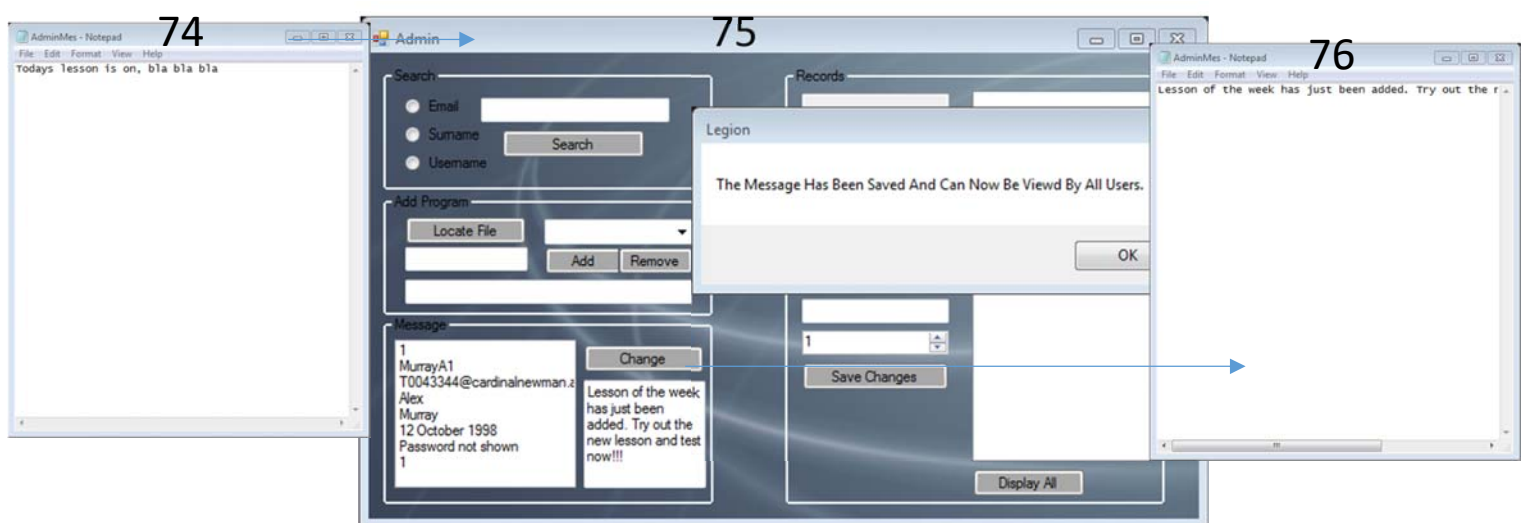 74
AdminMes - Notepad
File Edit Format View Help
Todays lesson is on, bla bla bla
75
Admin
Search
Email
Surname
Username
Search
Add Program
Locate File
Add Remove
Message
1
MurrayA1
T0043344@cardinalnewman.a
Alex
Murray
12 October 1998
Password not shown
1
Change
Lesson of the week
has just been
added. Try out the
new lesson and test
now!!!
Records
1
Save Changes
Display All
Legion
The Message Has Been Saved And Can Now Be Viewd By All Users.
OK
76
AdminMes - Notepad
File Edit Format View Help
Lesson of the week has just been added. Try out the r